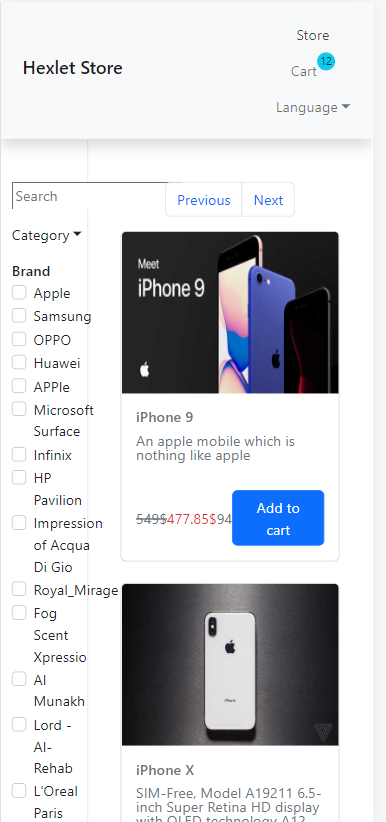 Store
Hexlet Store
Cart
12
Language
Search
Previous
Next
Category
Brand
Apple
Samsung
OPPO
Huawei
APPle
Microsoft
Surface
Infinix
HP
Pavilion
Impression
of Acqua
Di Gio
Royal_Mirage
Fog
Scent
Xpressio
Al
Munakh
Lord -
Al-
Rehab
L'Oreal
Paris
Meet
iPhone 9
iPhone 9
An apple mobile which is
nothing like apple
549$477.85$94
Add to
cart
iPhone
iPhone X
SIM-Free, Model A19211 6.5-
inch Super Retina HD display
with OLED technology A12